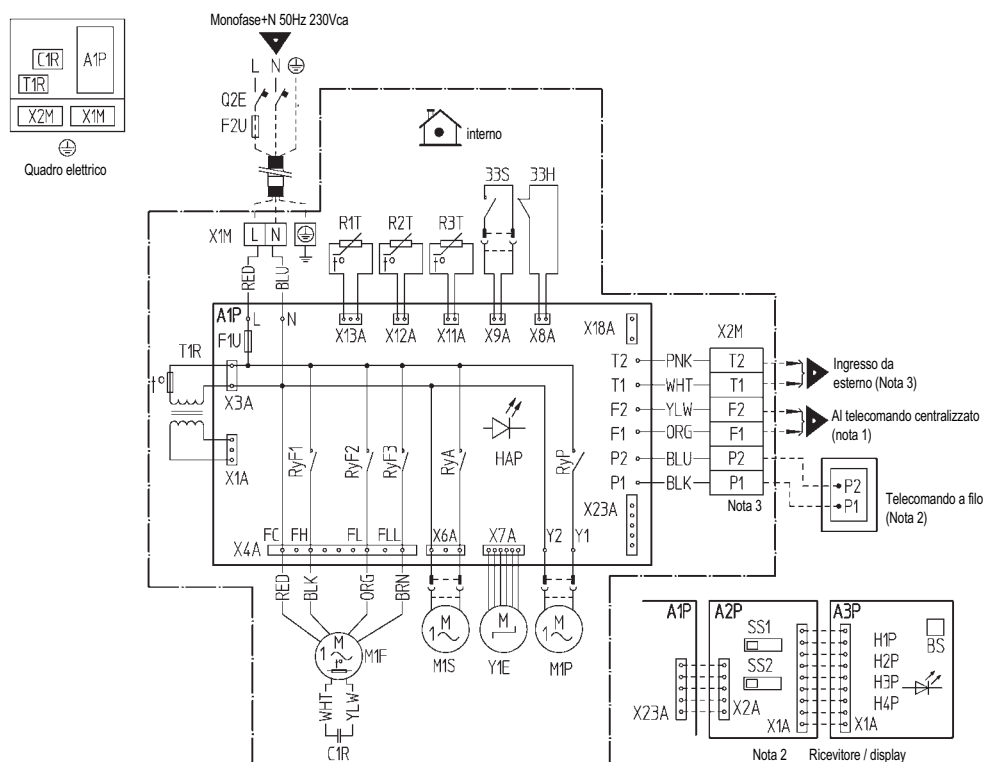 Monofase+N 50Hz 230Vca
L N
C1R A1P
T1R
X2M X1M
Quadro elettrico
Q2E
F2U
interno
33S 33H
R1T R2T R3T
X1M L N
RED BLU
t° t° t°
A1P L N
X13A X12A X11A X9A X8A
X18A
X2M
F1U
T1R
t°
X3A
X1A
T2 PNK T2
T1 WHT T1
Ingresso da
esterno (Nota 3)
F2 YLW F2
F1 ORG F1
Al telecomando centralizzato
(nota 1)
P2 BLU P2
P1 BLK P1
Nota 3
P2
P1
Telecomando a filo
(Nota 2)
HAP
RyF1 RyF2 RyF3 RyA RyP
X23A
X4A FC FH FL FLL X6A X7A Y2 Y1
RED BLK ORG BRN
M 1 t° M1F
M 1 M1S
M Y1E
M 1 M1P
WHT YLW
C1R
A1P A2P A3P
SS1
SS2
H1P
H2P
H3P
H4P
BS
X23A X2A X1A X1A
Nota 2 Ricevitore / display